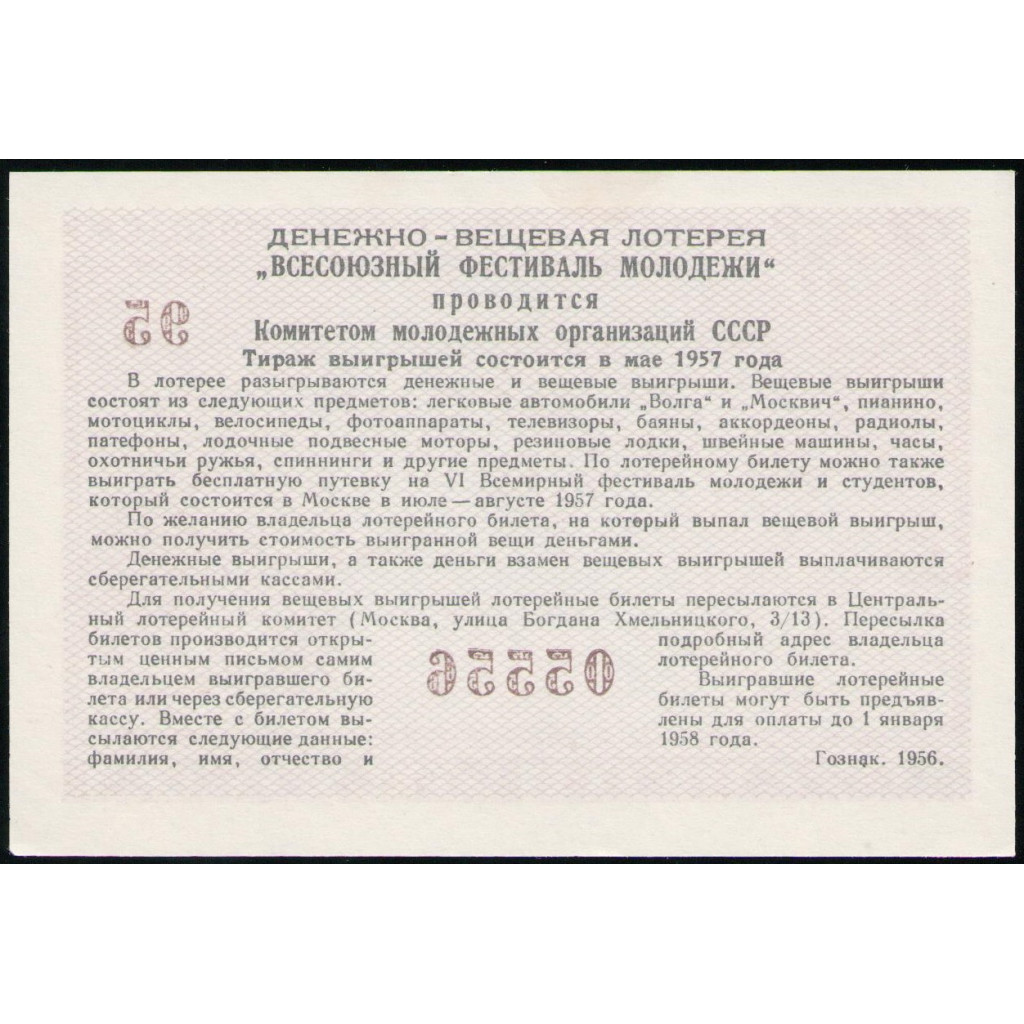 ДЕНЕЖНО - ВЕЩЕВАЯ ЛОТЕРЕЯ
„ВСЕСОЮЗНЫЙ ФЕСТИВАЛЬ МОЛОДЕЖИ“
проводится
95
Комитетом молодежных организаций СССР
Тираж выигрышей состоится в мае 1957 года
В лотерее разыгрываются денежные и вещевые выигрыши. Вещевые выигрыши
состоят из следующих предметов: легковые автомобили „Волга“ и „Москвич“, пианино,
мотоциклы, велосипеды, фотоаппараты, телевизоры, баяны, аккордеоны, радиолы,
патефоны, лодочные подвесные моторы, резиновые лодки, швейные машины, часы,
охотничьи ружья, спиннинги и другие предметы. По лотерейному билету можно также
выиграть бесплатную путевку на VI Всемирный фестиваль молодежи и студентов,
который состоится в Москве в июле — августе 1957 года.
По желанию владельца лотерейного билета, на который выпал вещевой выигрыш,
можно получить стоимость выигранной вещи деньгами.
Денежные выигрыши, а также деньги взамен вещевых выигрышей выплачиваются
сберегательными кассами.
Для получения вещевых выигрышей лотерейные билеты пересылаются в Централь-
ный лотерейный комитет (Москва, улица Богдана Хмельницкого, 3/13). Пересылка
билетов производится откры-
тым ценным письмом самим
владельцем выигравшего би-
лета или через сберегательную
кассу. Вместе с билетом вы-
сылаются следующие данные:
фамилия, имя, отчество и
05556
подробный адрес владельца
лотерейного билета.
Выигравшие лотерейные
билеты могут быть предъяв-
лены для оплаты до 1 января
1958 года.
Гознак. 1956.